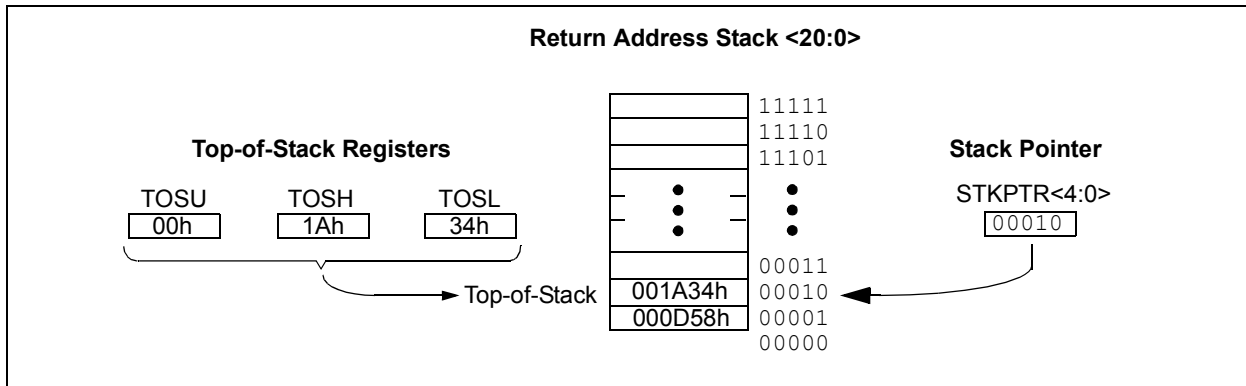 Return Address Stack <20:0>
11111
11110
11101
Top-of-Stack Registers
Stack Pointer
TOSU TOSH TOSL
STKPTR<4:0>
00h 1Ah 34h
00010
00011
Top-of-Stack 001A34h 00010
000D58h 00001
00000